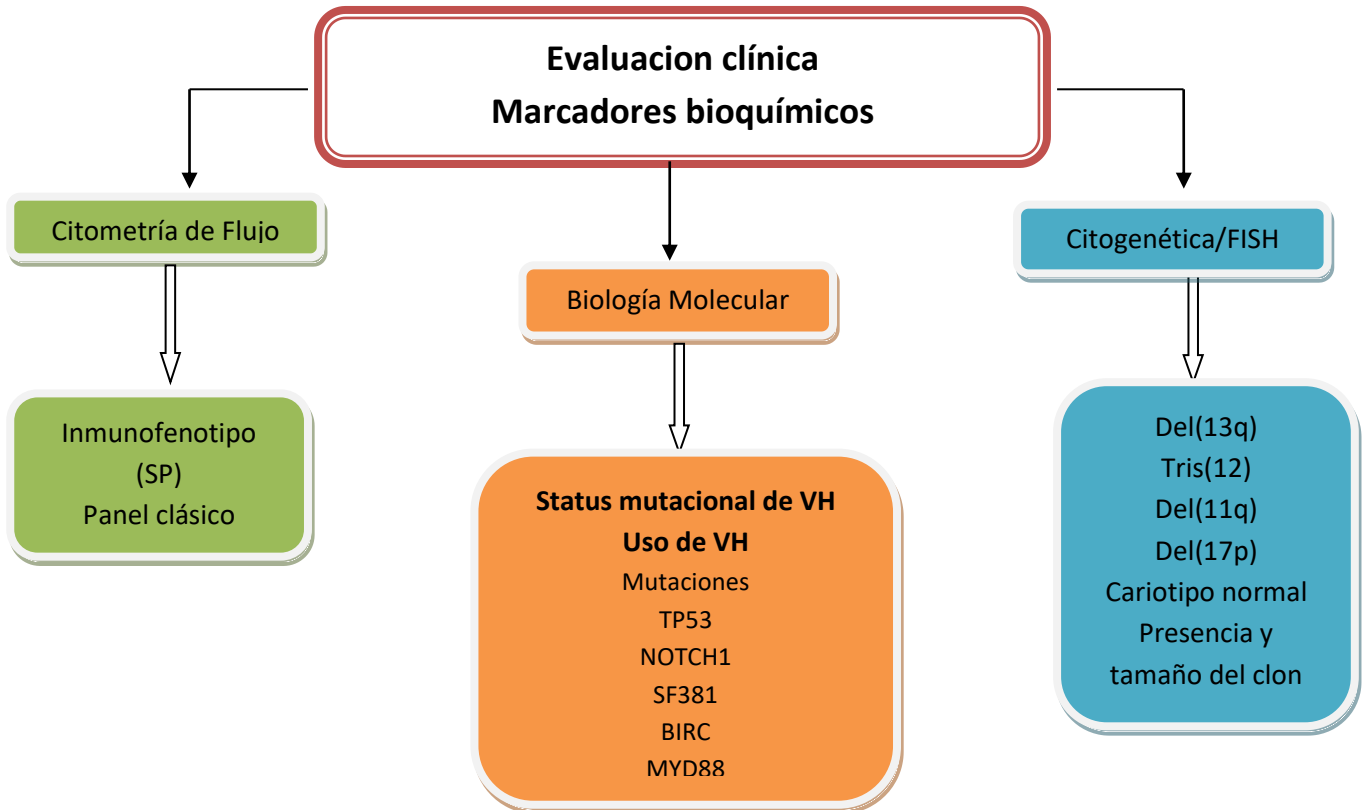 Evaluacion clínica
Marcadores bioquímicos
Citometría de Flujo
Inmunofenotipo
(SP)
Panel clásico
Biología Molecular
Status mutacional de VH
Uso de VH
Mutaciones
TP53
NOTCH1
SF381
BIRC
MYD88
Citogenética/FISH
Del(13q)
Tris(12)
Del(11q)
Del(17p)
Cariotipo normal
Presencia y
tamaño del clon